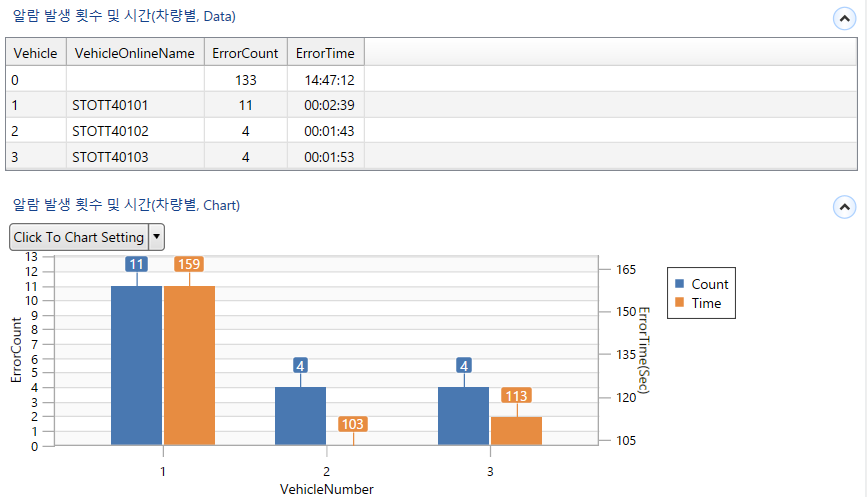 알람 발생 횟수 및 시간(차량별, Data)
Vehicle VehicleOnlineName ErrorCount ErrorTime
0 133 14:47:12
1 STOTT40101 11 00:02:39
2 STOTT40102 4 00:01:43
3 STOTT40103 4 00:01:53
알람 발생 횟수 및 시간(차량별, Chart)
Click To Chart Setting
13
12
11
10
9
8
7
6
5
4
3
2
1
0
ErrorCount
11
159
4
103
4
113
165
150
135
120
105
ErrorTime(Sec)
Count
Time
1 2 3
VehicleNumber